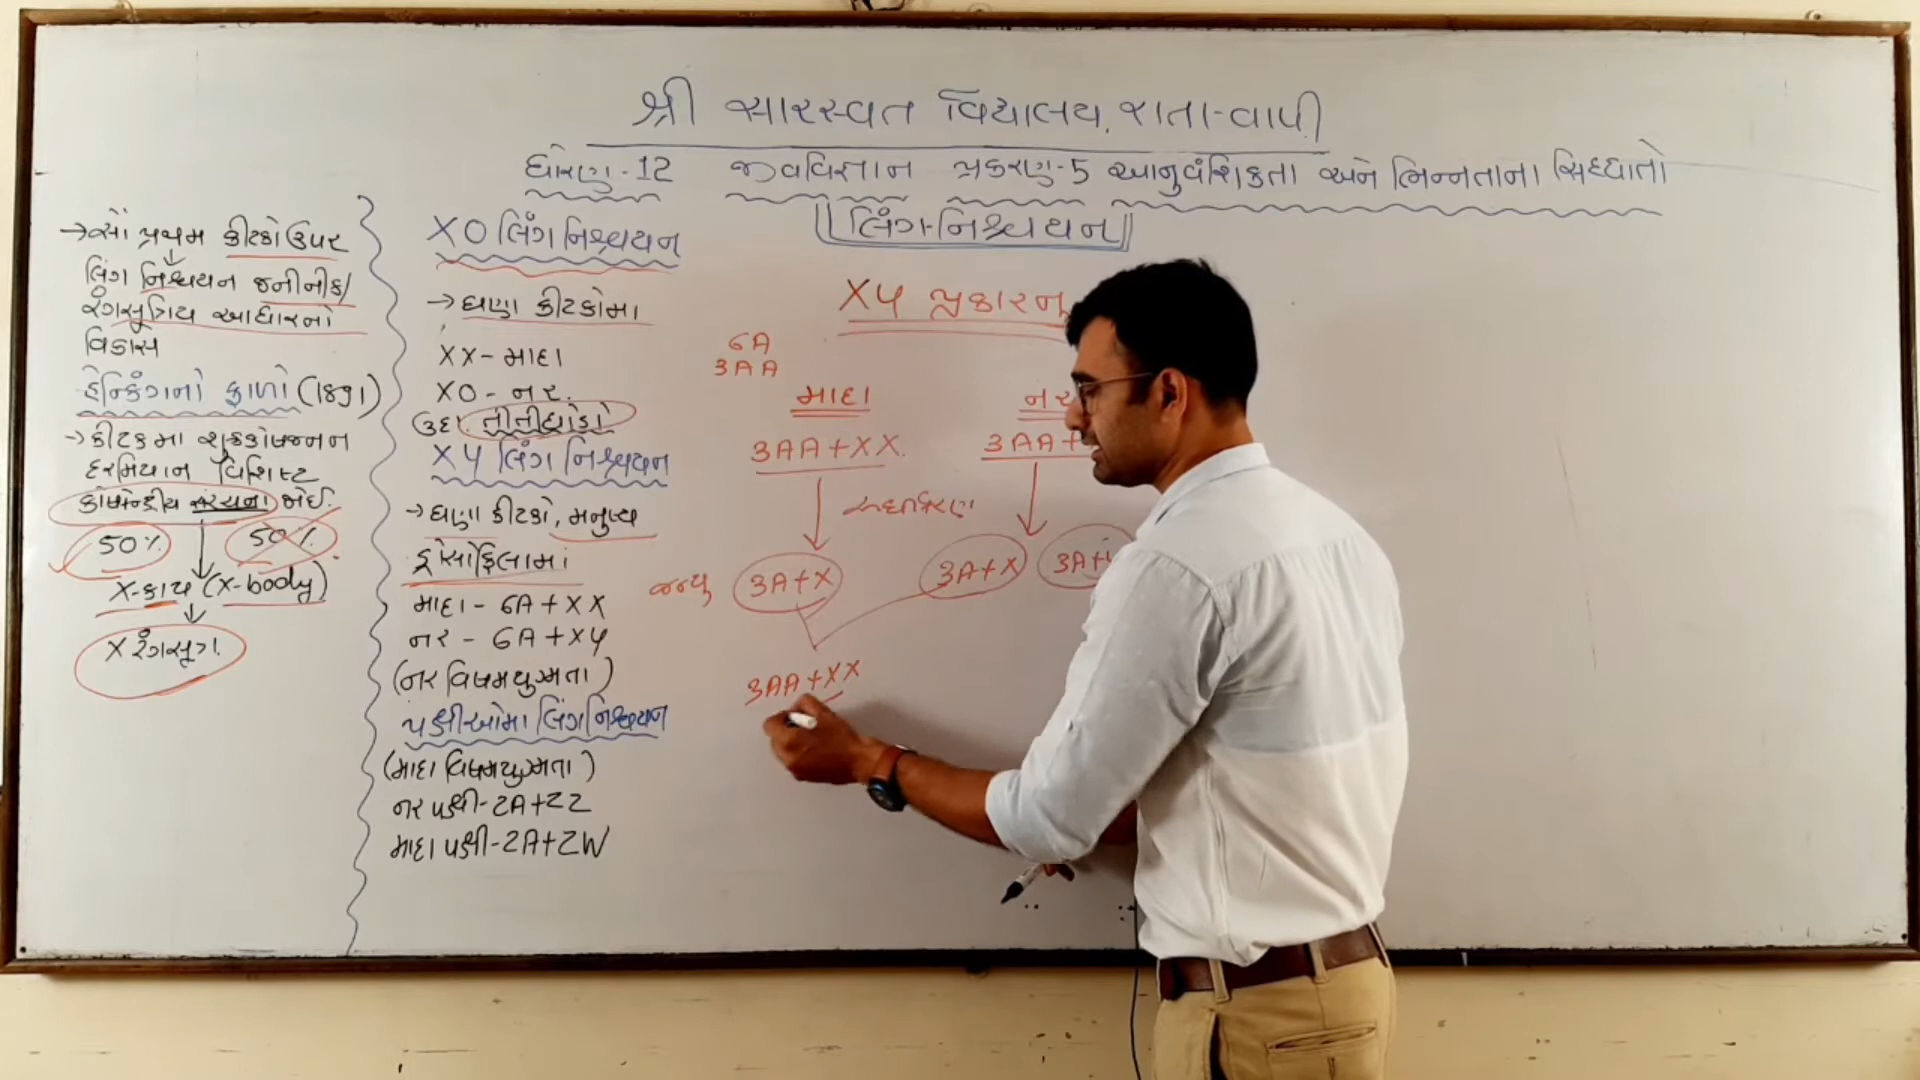 શ્રી સારસ્વત વિદ્યાલય, રાતા-વાપી
ધોરણ-12 જીવવિજ્ઞાન પ્રકરણ-5 આનુવંશિકતા અને ભિન્નતાના સિધ્ધાતો
લિંગ-નિશ્ચયન
→ સૌ પ્રથમ કીટકો ઉપર
લિંગ નિશ્ચયન જનીનીક/
રંગસૂત્રિય આધારનો
વિકાસ
હેન્કિંગનો ફાળો (1891)
→ કીટકમા શુક્રકોષજનન
દરમિયાન વિશિષ્ટ
કોષકેન્દ્રીય સંરચના જોઈ.
50% 50%
X-કાય (X-body)
X રંગસૂત્ર.
XO લિંગ નિશ્ચયન
→ ઘણા કીટકોમા
XX - માદા
XO - નર.
ઉદા. તીતીઘોડો
XY લિંગ નિશ્ચયન
→ ઘણા કીટકો, મનુષ્ય
ડ્રોસોફિલામાં
માદા - 6A + XX
નર - 6A + XY
(નર વિષમયુગ્મતા)
પક્ષીઓમા લિંગ નિશ્ચયન
(માદા વિષમયુગ્મતા)
નર પક્ષી - 2A + ZZ
માદા પક્ષી - 2A + ZW
XY પ્રકારનુ
6A
3AA
માદા નર
3AA + XX. 3AA +
અર્ધીકરણ
જન્યુ 3A + X 3A + X 3A +
3AA + XX